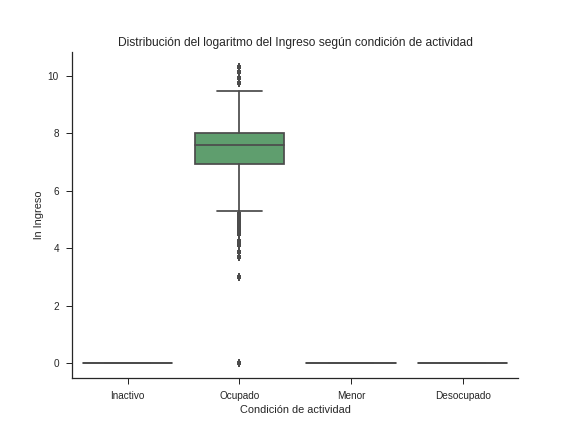 Distribución del logaritmo del Ingreso según condición de actividad
10
8
6
4
2
0
ln Ingreso
Inactivo Ocupado Menor Desocupado
Condición de actividad